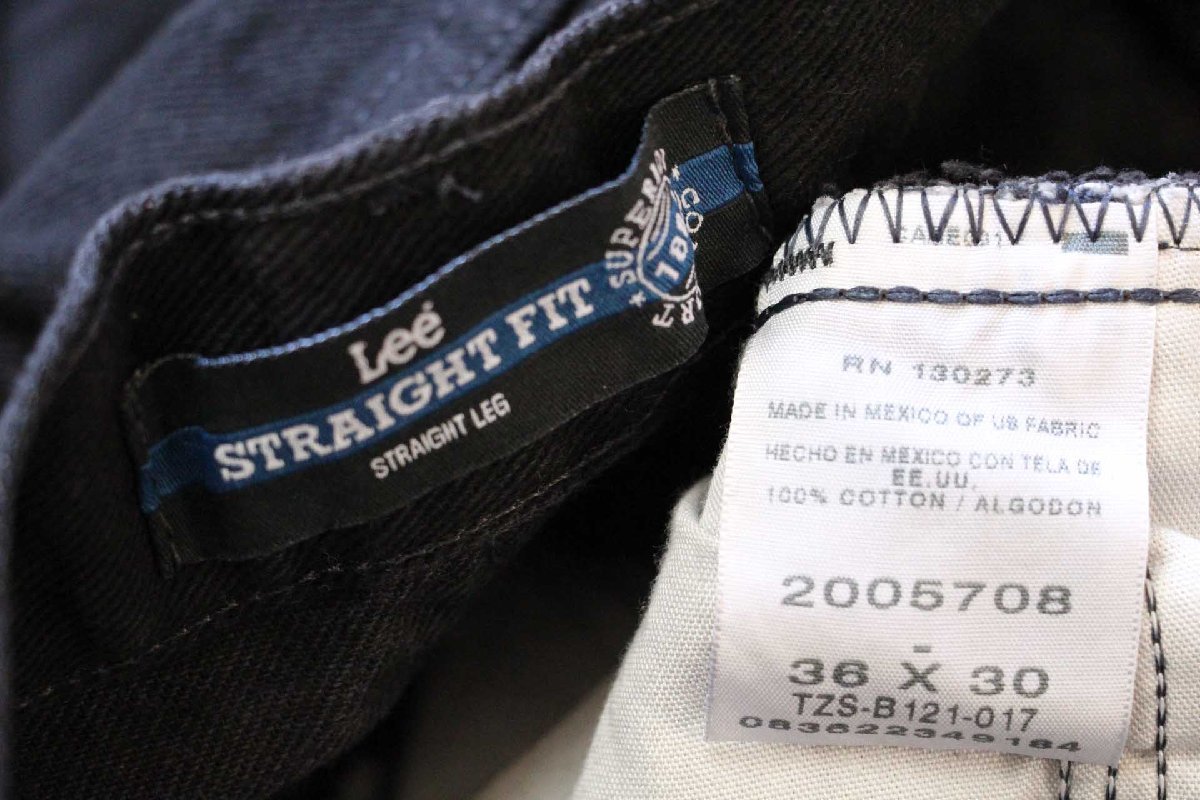 Lee
STRAIGHT FIT
STRAIGHT LEG
RN 130273
MADE IN MEXICO OF US FABRIC
HECHO EN MEXICO CON TELA DE
EE.UU.
100% COTTON / ALGODON
2005708
-
36 X 30
TZS-B121-017
083622349184